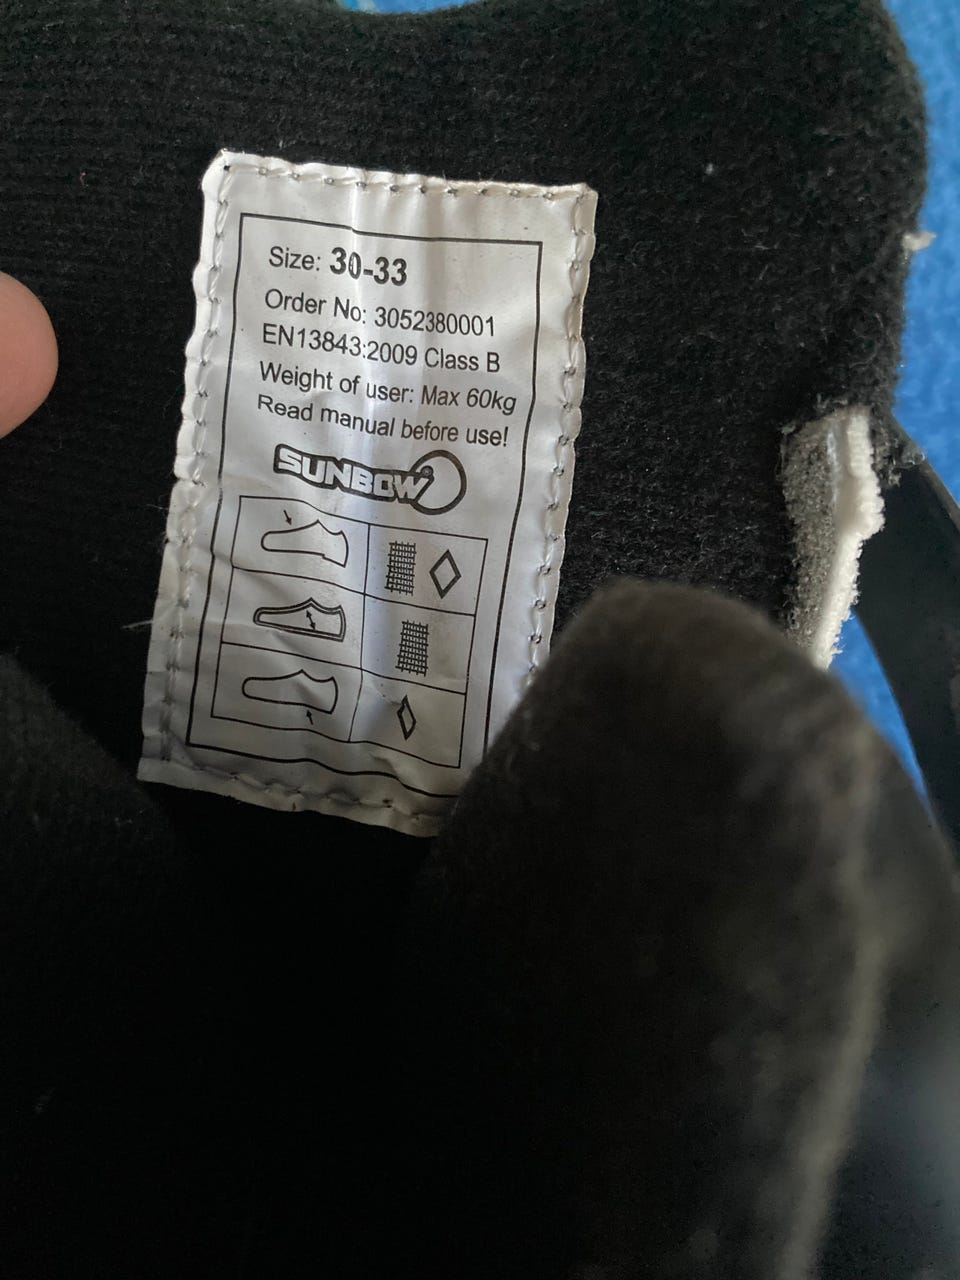 Size: 30-33
Order No: 3052380001
EN13843:2009 Class B
Weight of user: Max 60kg
Read manual before use!
SUNBOW